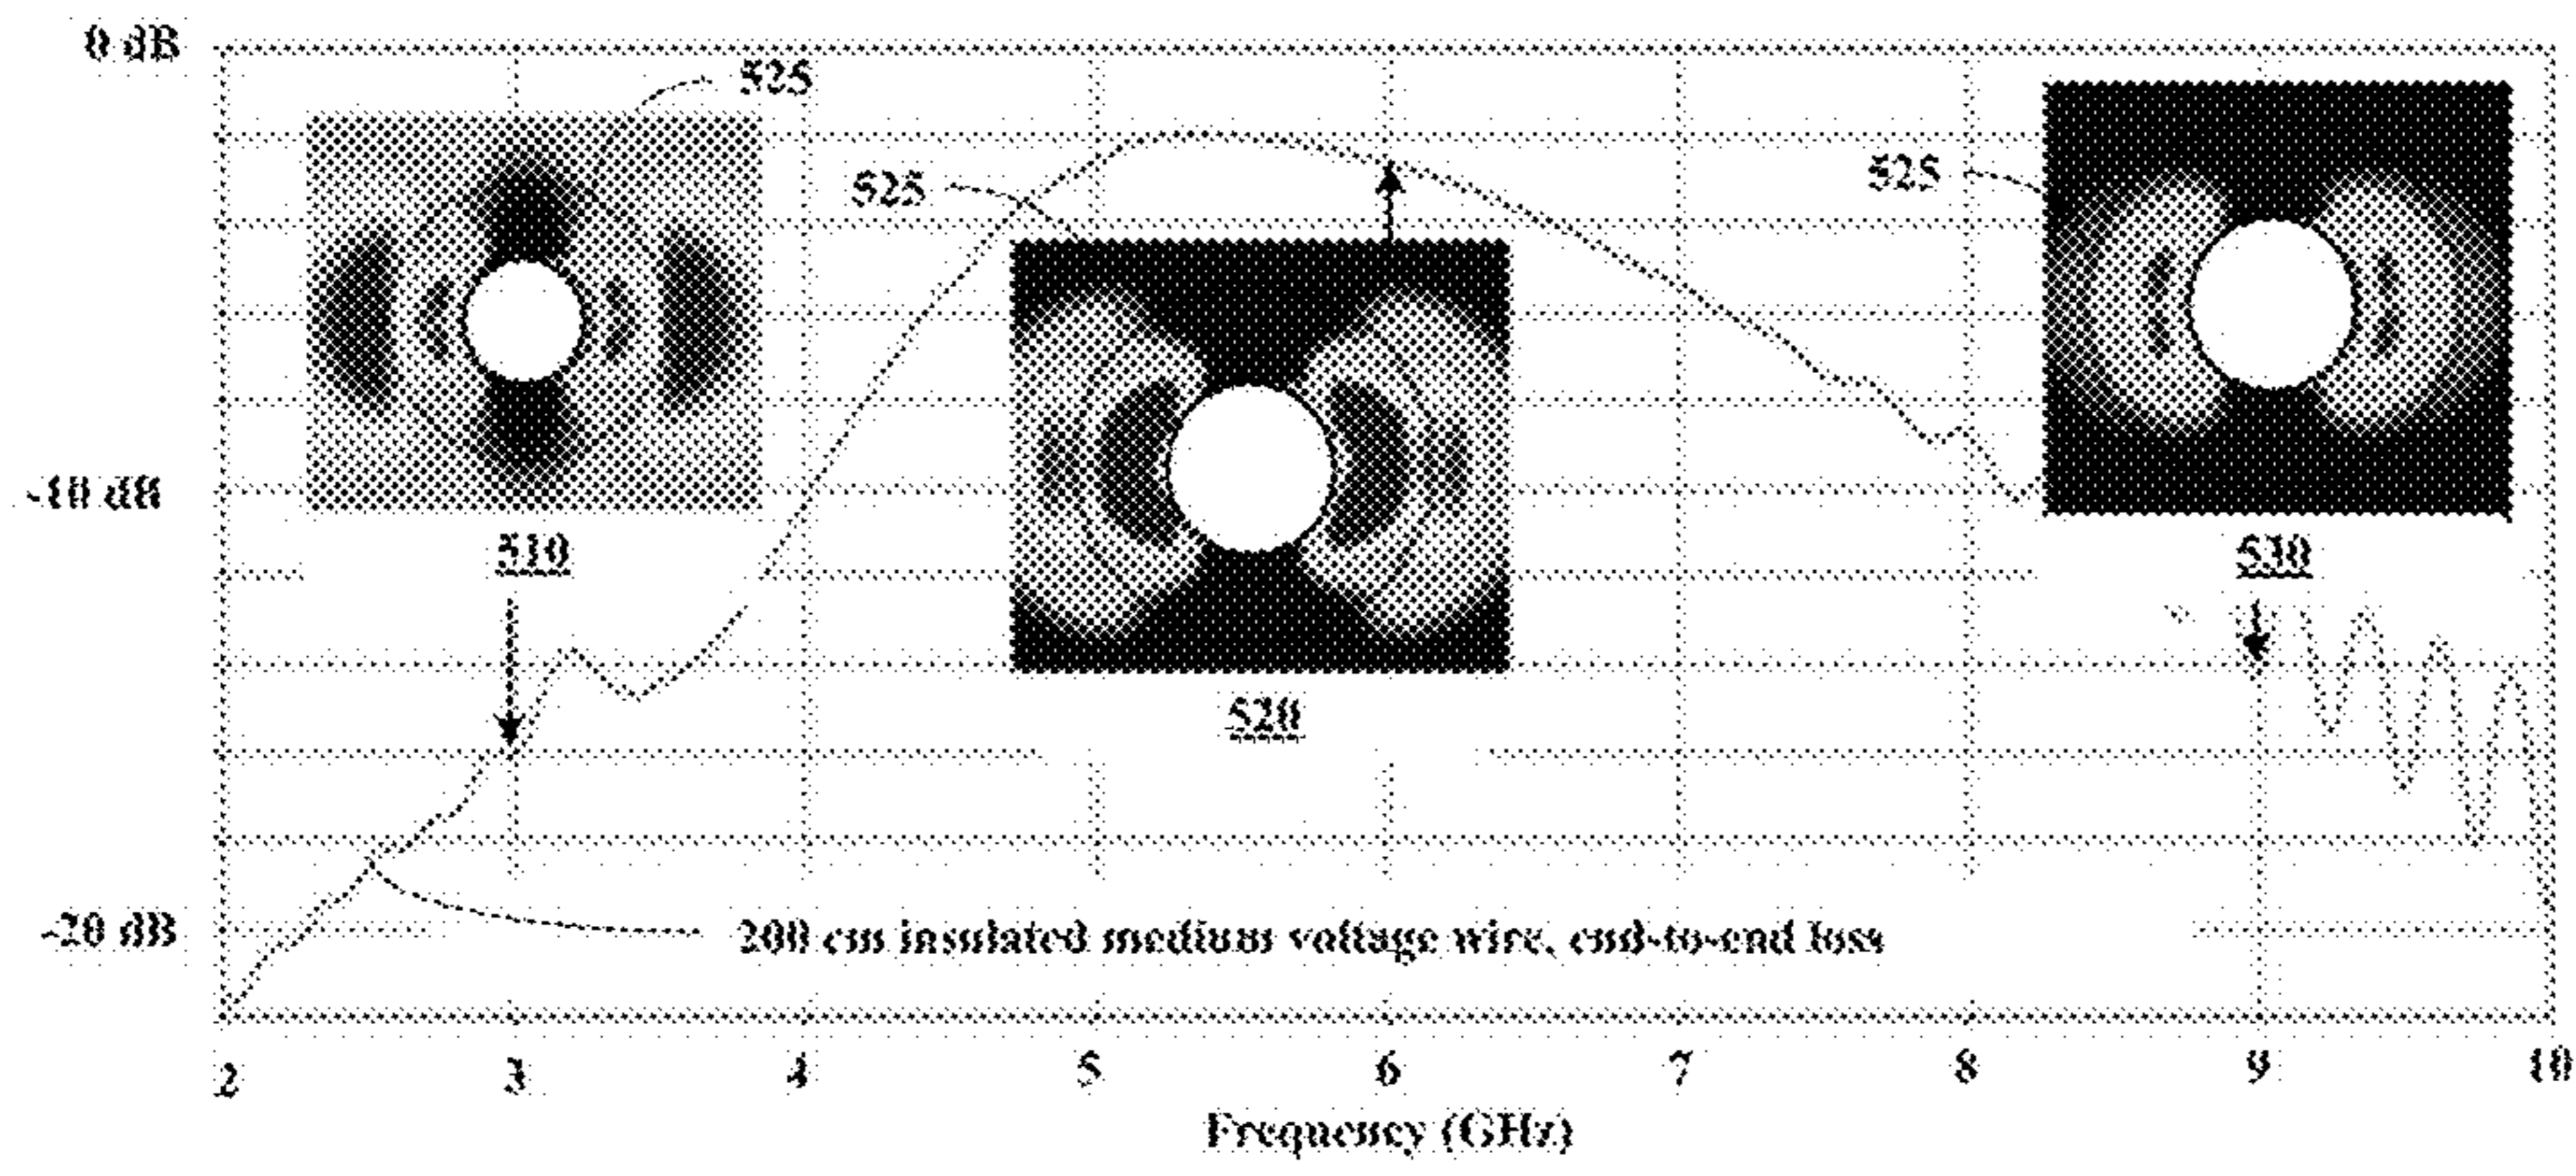 0 dB
525
525
525
-10 dB
510
530
520
-20 dB
200 cm insulated medium voltage wire, end-to-end loss
2 3 4 5 6 7 8 9 10
Frequency (GHz)